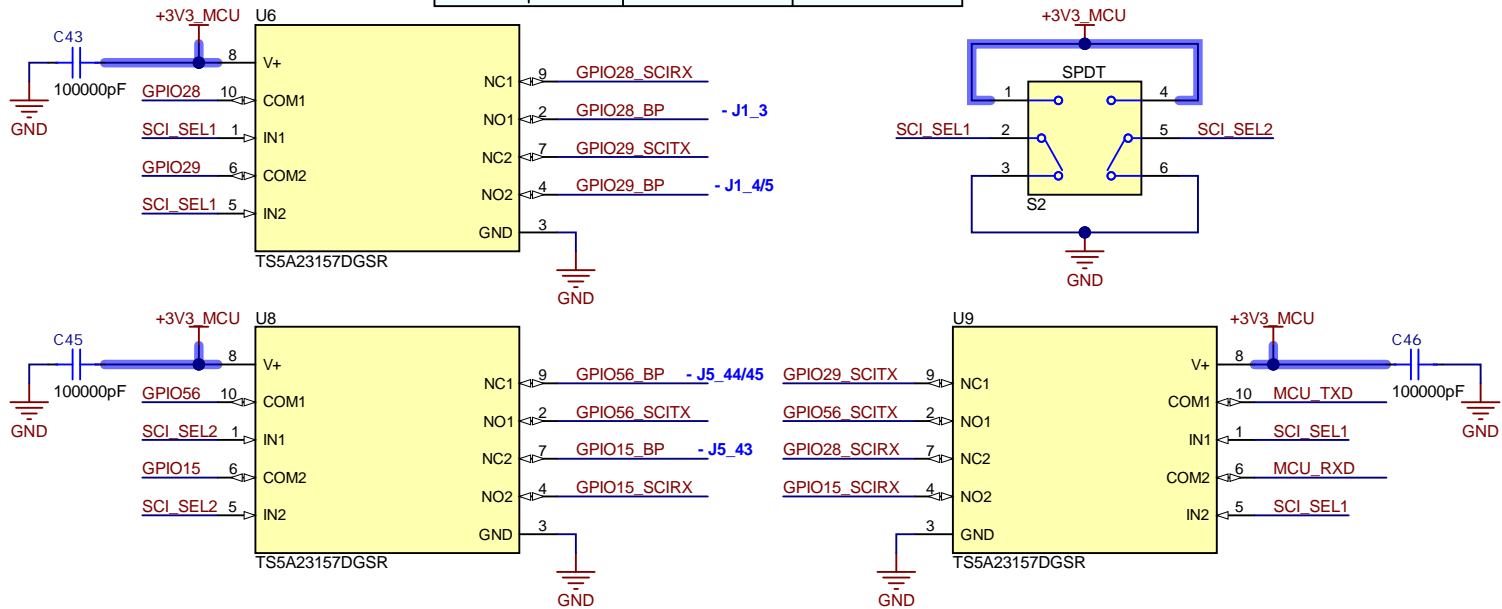 U6
+3V3_MCU
C43
100000pF
GND
8 V+
GPIO28 10 COM1
SCI_SEL1 1 IN1
GPIO29 6 COM2
SCI_SEL1 5 IN2
NC1 9 GPIO28_SCIRX
NO1 2 GPIO28_BP - J1_3
NC2 7 GPIO29_SCITX
NO2 4 GPIO29_BP - J1_4/5
GND 3
GND
TS5A23157DGSR
+3V3_MCU
SPDT
1 4
SCI_SEL1 2 5 SCI_SEL2
3 6
S2
GND
U8
+3V3_MCU
C45
100000pF
GND
8 V+
GPIO56 10 COM1
SCI_SEL2 1 IN1
GPIO15 6 COM2
SCI_SEL2 5 IN2
NC1 9 GPIO56_BP - J5_44/45
NO1 2 GPIO56_SCITX
NC2 7 GPIO15_BP - J5_43
NO2 4 GPIO15_SCIRX
GND 3
GND
TS5A23157DGSR
U9
+3V3_MCU
C46
100000pF
GND
GPIO29_SCITX 9 NC1
GPIO56_SCITX 2 NO1
GPIO28_SCIRX 7 NC2
GPIO15_SCIRX 4 NO2
3 GND
GND
V+ 8
COM1 10 MCU_TXD
IN1 1 SCI_SEL1
COM2 6 MCU_RXD
IN2 5 SCI_SEL1
TS5A23157DGSR